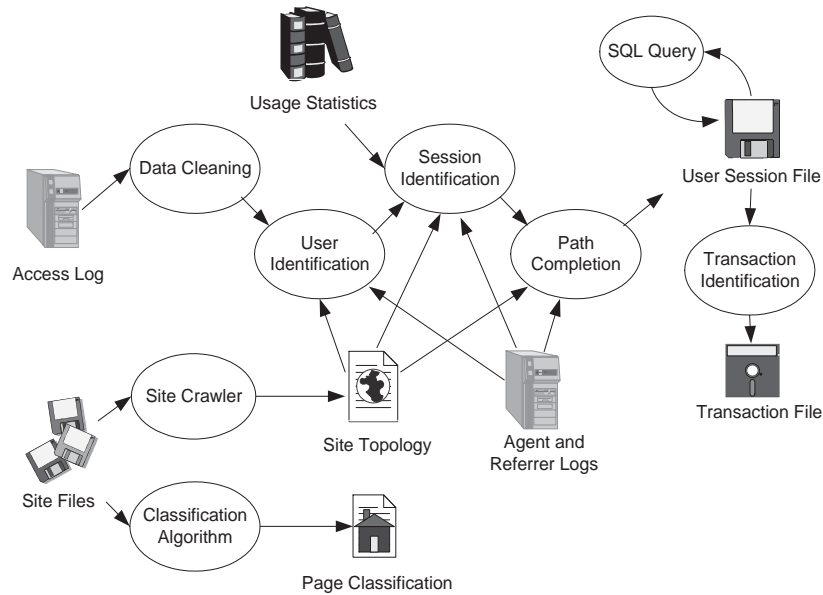 SQL Query
Usage Statistics
Data Cleaning
Session
Identification
User Session File
User
Identification
Path
Completion
Transaction
Identification
Access Log
Site Crawler
Site Topology
Agent and
Referrer Logs
Transaction File
Site Files
Classification
Algorithm
Page Classification